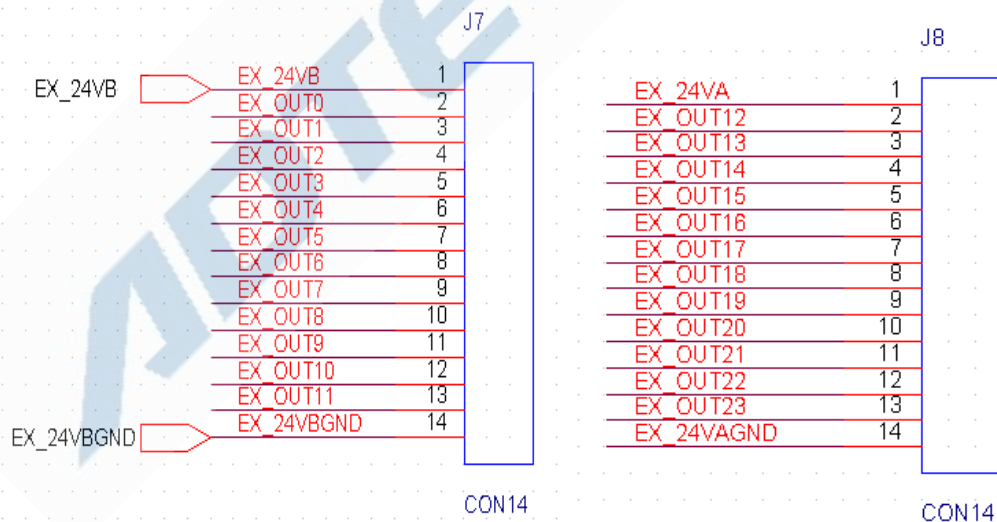 J7
EX_24VB
EX_24VB 1
EX_OUT0 2
EX_OUT1 3
EX_OUT2 4
EX_OUT3 5
EX_OUT4 6
EX_OUT5 7
EX_OUT6 8
EX_OUT7 9
EX_OUT8 10
EX_OUT9 11
EX_OUT10 12
EX_OUT11 13
EX_24VBGND 14
EX_24VBGND
CON14
J8
EX_24VA 1
EX_OUT12 2
EX_OUT13 3
EX_OUT14 4
EX_OUT15 5
EX_OUT16 6
EX_OUT17 7
EX_OUT18 8
EX_OUT19 9
EX_OUT20 10
EX_OUT21 11
EX_OUT22 12
EX_OUT23 13
EX_24VAGND 14
CON14
ADTE